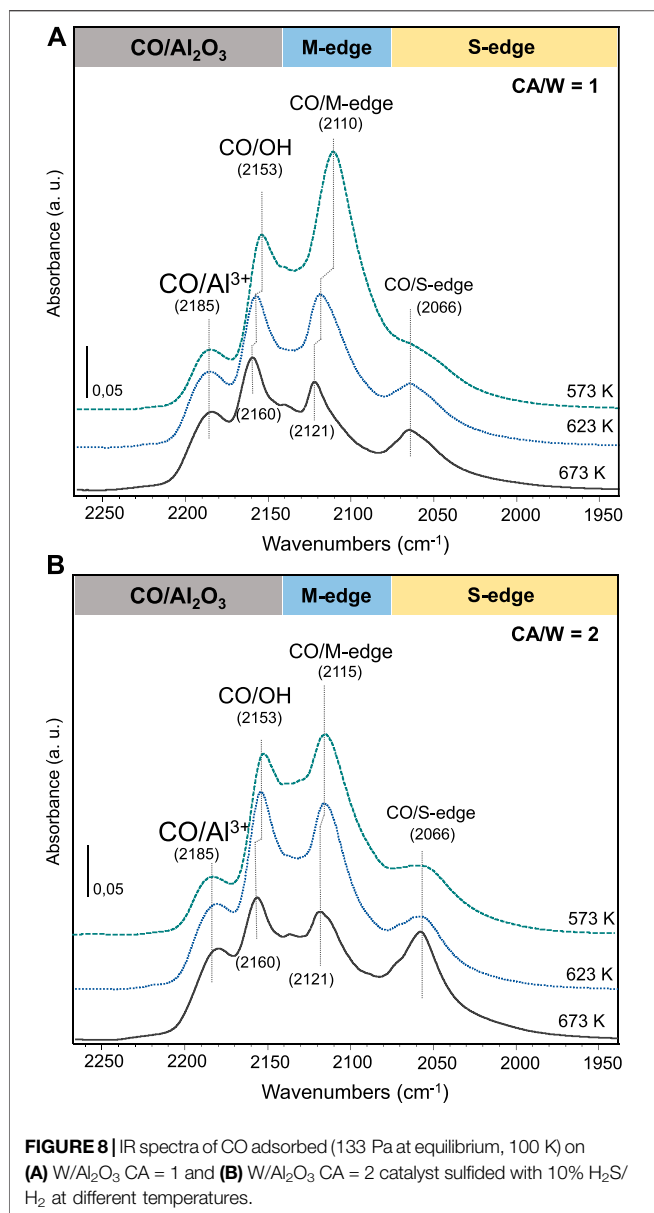 A
CO/Al₂O₃ M-edge S-edge
CA/W = 1
CO/M-edge
(2110)
CO/OH
(2153)
CO/Al³⁺
(2185)
CO/S-edge
(2066)
0,05
573 K
623 K
(2160)
(2121)
673 K
Absorbance (a. u.)
2250 2200 2150 2100 2050 2000 1950
Wavenumbers (cm⁻¹)
B
CO/Al₂O₃ M-edge S-edge
CA/W = 2
CO/M-edge
(2115)
CO/OH
(2153)
CO/S-edge
(2066)
CO/Al³⁺
(2185)
0,05
573 K
623 K
(2160)
(2121)
673 K
Absorbance (a. u.)
2250 2200 2150 2100 2050 2000 1950
Wavenumbers (cm⁻¹)
FIGURE 8 | IR spectra of CO adsorbed (133 Pa at equilibrium, 100 K) on
(A) W/Al₂O₃ CA = 1 and (B) W/Al₂O₃ CA = 2 catalyst sulfided with 10% H₂S/
H₂ at different temperatures.